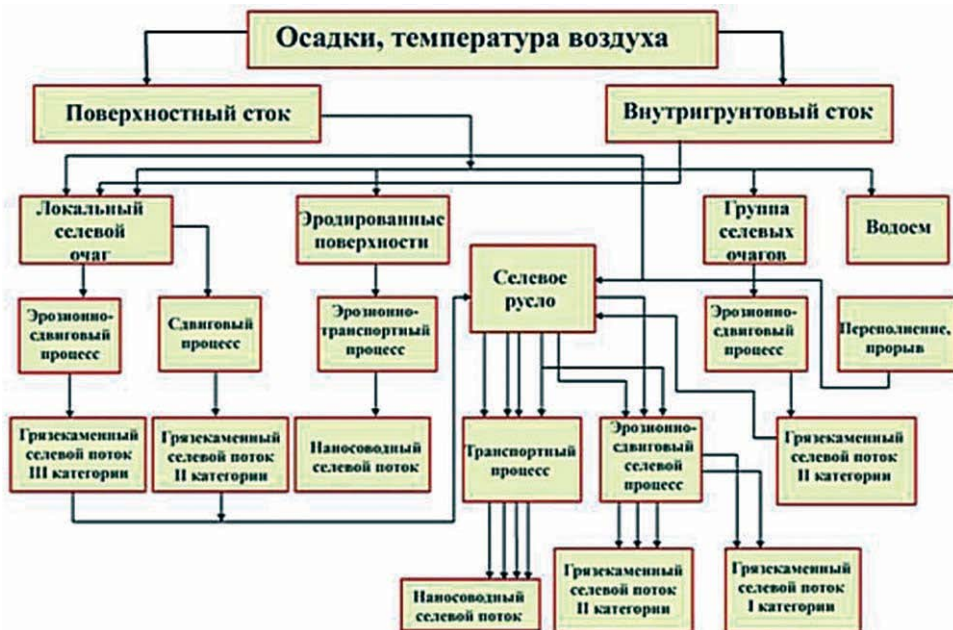 Осадки, температура воздуха
Поверхностный сток
Внутригрунтовый сток
Локальный
селевой
очаг
Эродированные
поверхности
Группа
селевых
очагов
Водоем
Селевое
русло
Эрозионно-
сдвиговый
процесс
Сдвиговый
процесс
Эрозионно-
транспортный
процесс
Эрозионно-
сдвиговый
процесс
Переполнение,
прорыв
Грязекаменный
селевой поток
III категории
Грязекаменный
селевой поток
II категории
Наносоводный
селевой поток
Транспортный
процесс
Эрозионно-
сдвиговый
селевой
процесс
Грязекаменный
селевой поток
II категории
Наносоводный
селевой поток
Грязекаменный
селевой поток
II категории
Грязекаменный
селевой поток
I категории